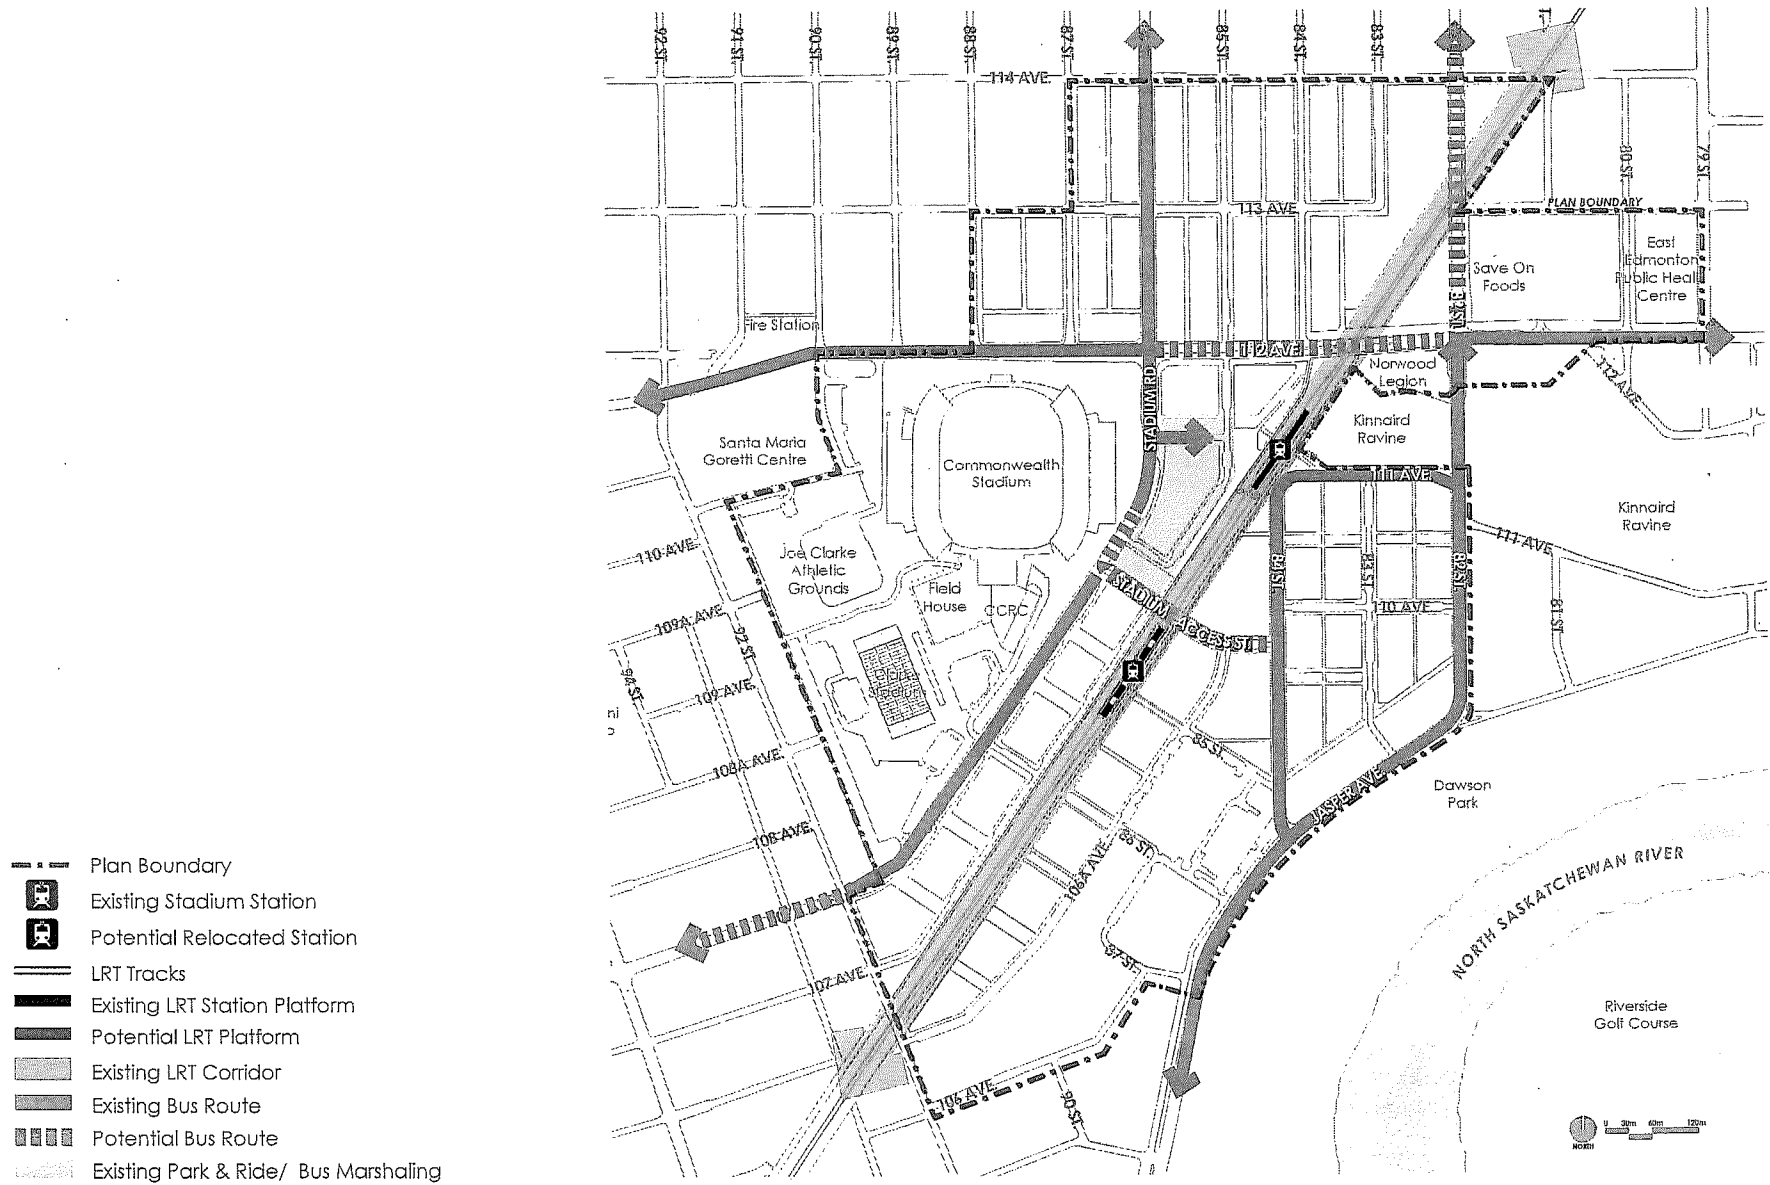 92 ST.
91 ST.
90 ST.
89 ST.
88 ST.
87 ST.
85 ST.
84 ST.
83 ST.
114 AVE.
80 ST.
79 ST.
113 AVE.
PLAN BOUNDARY
East
Edmonton
Public Heal
Centre
Save On
Foods
82 ST.
Fire Station
112 AVE.
Norwood
Legion
112 AVE.
STADIUM RD.
Kinnaird
Ravine
Santa Maria
Goretti Centre
Commonwealth
Stadium
111 AVE.
Kinnaird
Ravine
110 AVE.
111 AVE.
Joe Clarke
Athletic
Grounds
Field
House
CCRC
STADIUM
ACCESS ST.
84 ST.
83 ST.
82 ST.
110 AVE.
81 ST.
109A AVE.
92 ST.
94 ST.
109 AVE.
Stadium
ni
108A AVE.
85 ST.
JASPER AVE.
Dawson
Park
108 AVE.
86 ST.
106A AVE.
NORTH SASKATCHEWAN RIVER
87 ST.
107 AVE.
Riverside
Golf Course
106 AVE.
90 ST.
NORTH
0 30m 60m 120m
Plan Boundary
Existing Stadium Station
Potential Relocated Station
LRT Tracks
Existing LRT Station Platform
Potential LRT Platform
Existing LRT Corridor
Existing Bus Route
Potential Bus Route
Existing Park & Ride/ Bus Marshaling